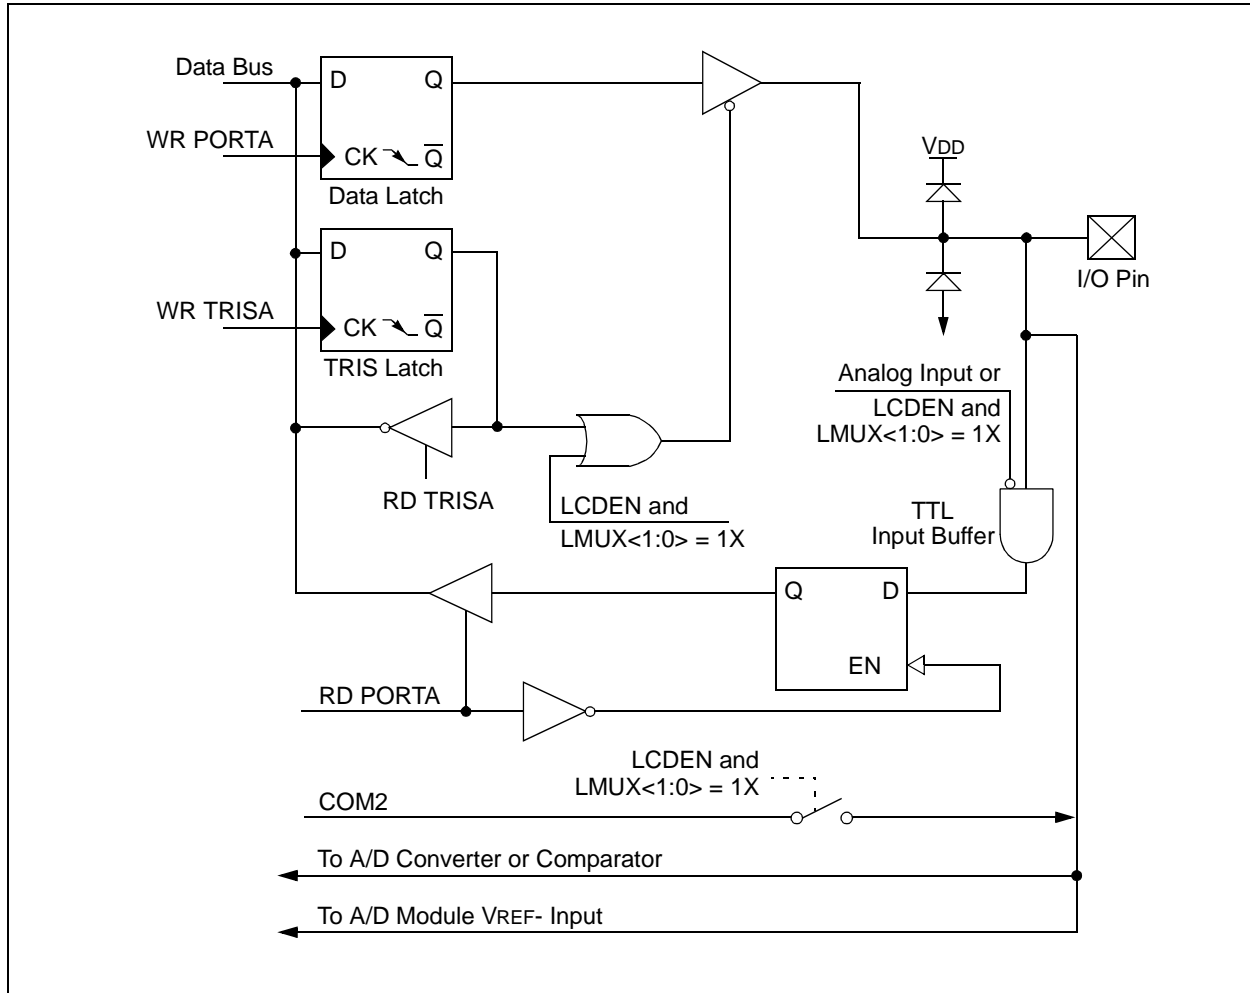 Data Bus
D Q
WR PORTA
CK Q̅
Data Latch
VDD
D Q
I/O Pin
WR TRISA
CK Q̅
TRIS Latch
Analog Input or
LCDEN and
LMUX<1:0> = 1X
RD TRISA
LCDEN and
LMUX<1:0> = 1X
TTL
Input Buffer
Q D
EN
RD PORTA
LCDEN and
LMUX<1:0> = 1X
COM2
To A/D Converter or Comparator
To A/D Module VREF- Input